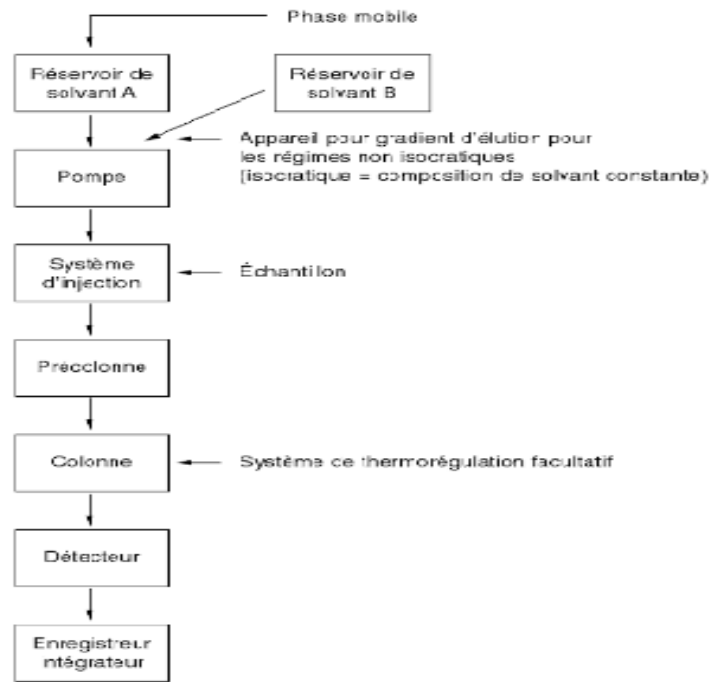 Phase mobile
Réservoir de
solvant A
Réservoir de
solvant B
Appareil pour gradient d'élution pour
les régimes non isocratiques
(isocratique = composition de solvant constante)
Pompe
Système
d'injection
Échantillon
Précolonne
Colonne
Système de thermorégulation facultatif
Détecteur
Enregistreur
intégrateur